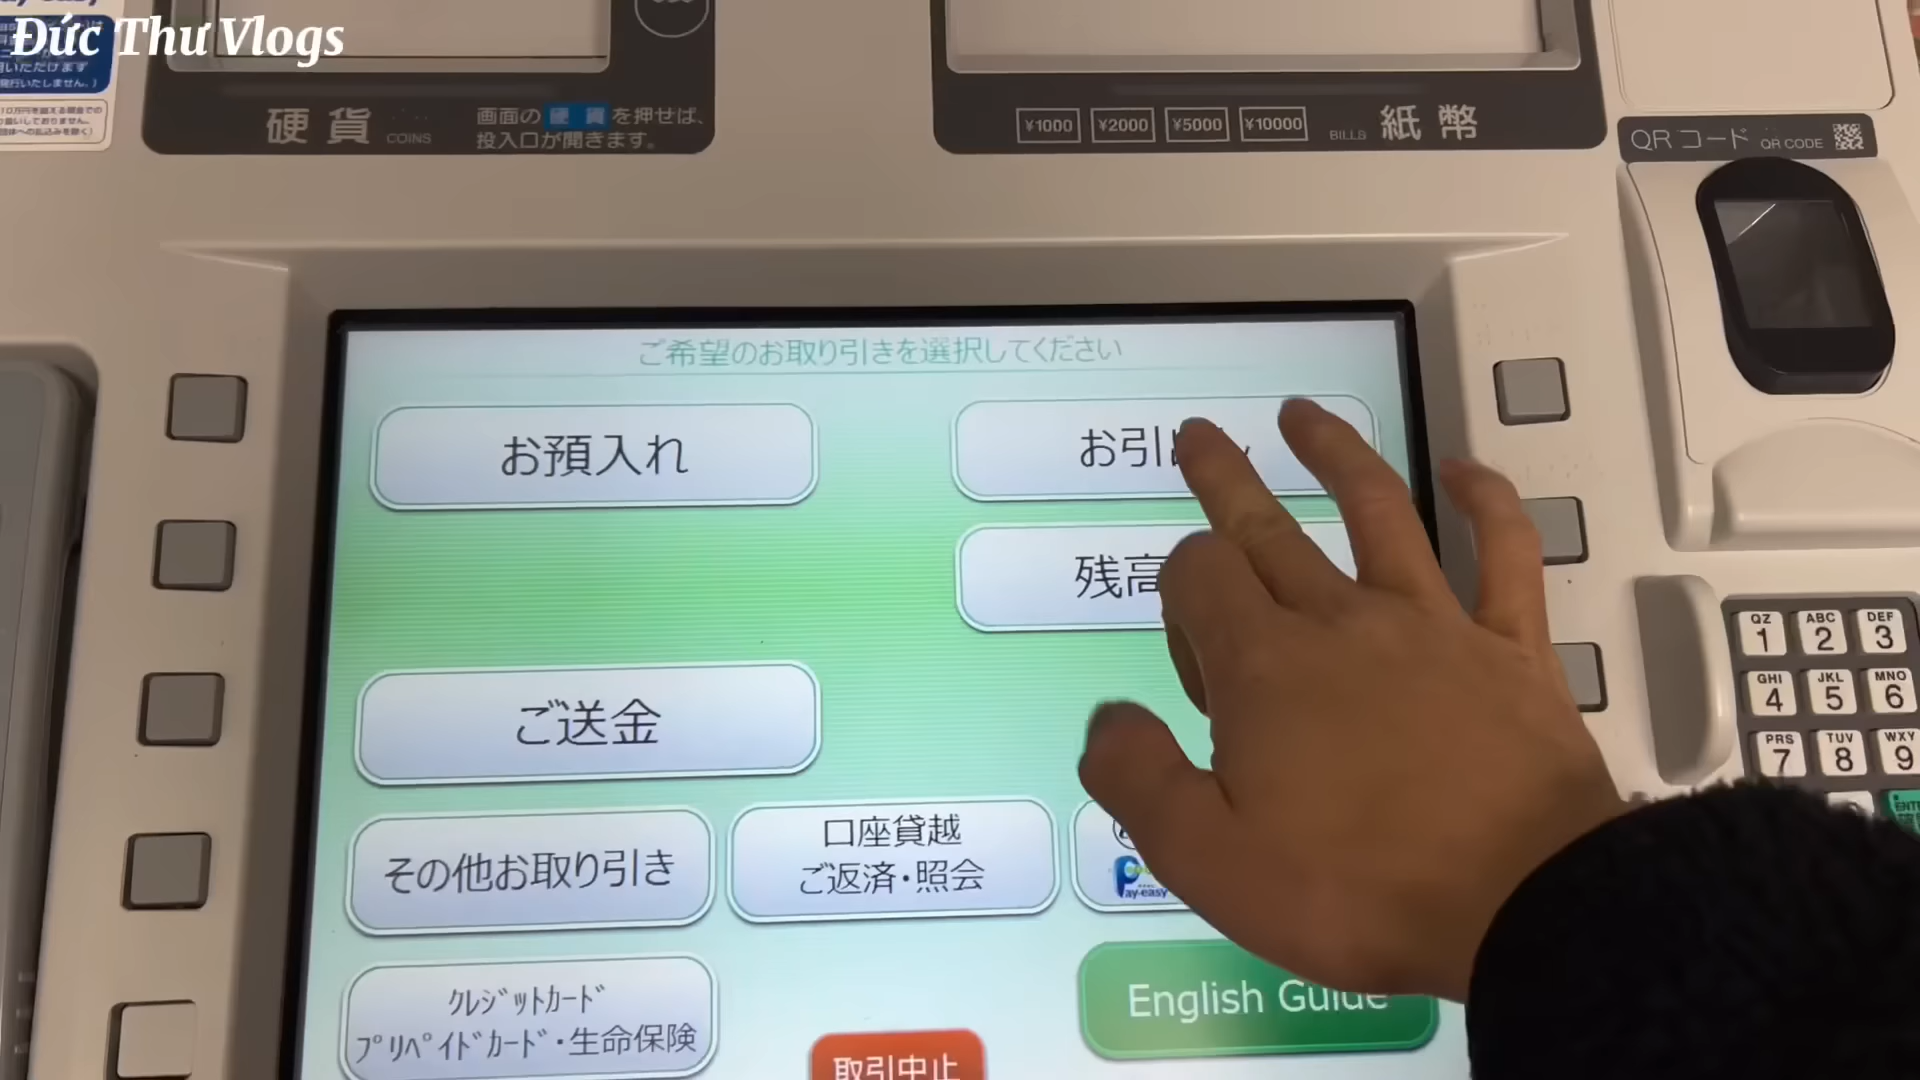 Đức Thư Vlogs
硬貨 COINS
画面の硬貨を押せば、
投入口が開きます。
¥1000 ¥2000 ¥5000 ¥10000 BILLS 紙幣
QRコード QR CODE
ご希望のお取り引きを選択してください
お預入れ
お引
残高
ご送金
その他お取り引き
口座貸越
ご返済・照会
Pay-easy
クレジットカード
プリペイドカード・生命保険
English Guide
取引中止
QZ ABC DEF
1 2 3
GHI JKL MNO
4 5 6
PRS TUV WXY
7 8 9